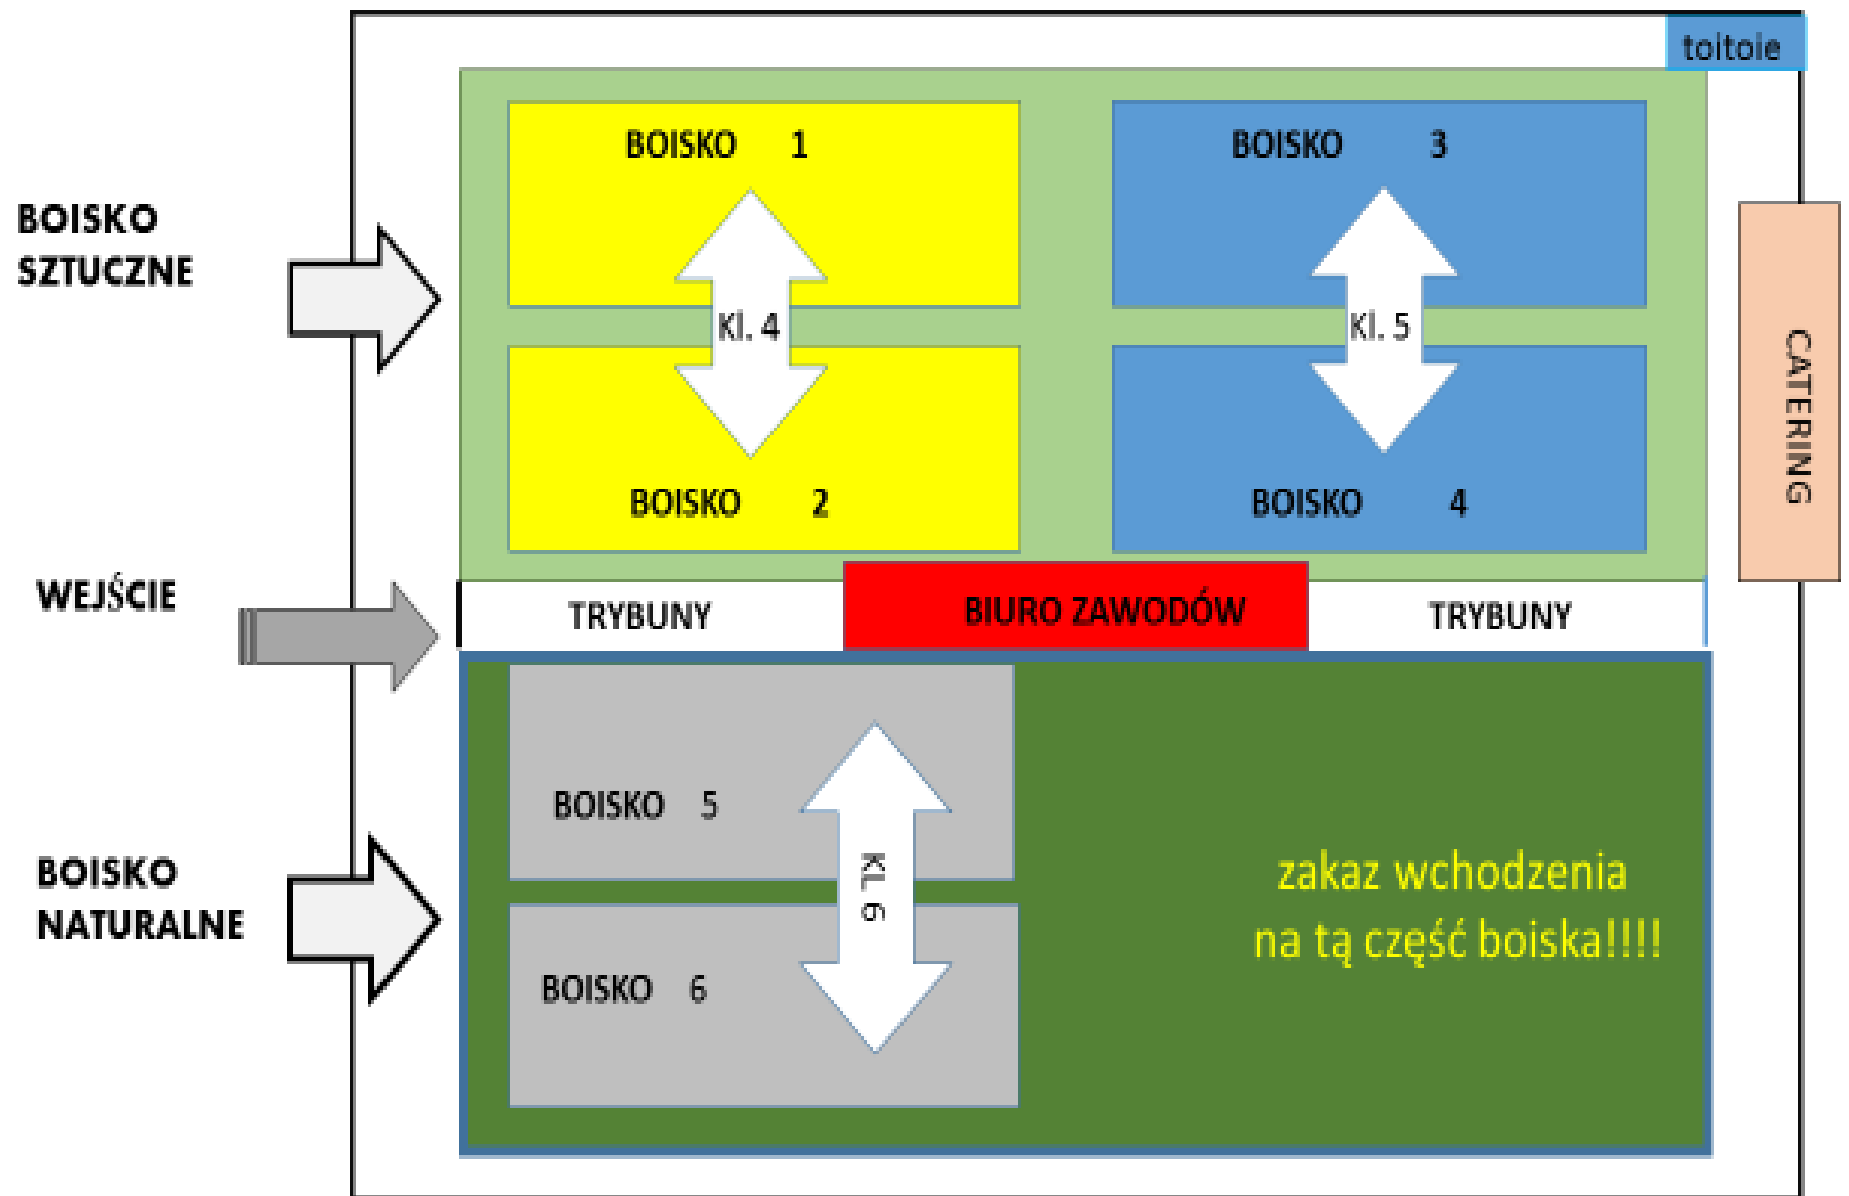 toitoie
BOISKO 1
BOISKO 3
BOISKO
SZTUCZNE
Kl. 4
Kl. 5
CATERING
BOISKO 2
BOISKO 4
WEJŚCIE
TRYBUNY
BIURO ZAWODÓW
TRYBUNY
BOISKO 5
KL 6
BOISKO
NATURALNE
zakaz wchodzenia
na tą część boiska!!!!
BOISKO 6